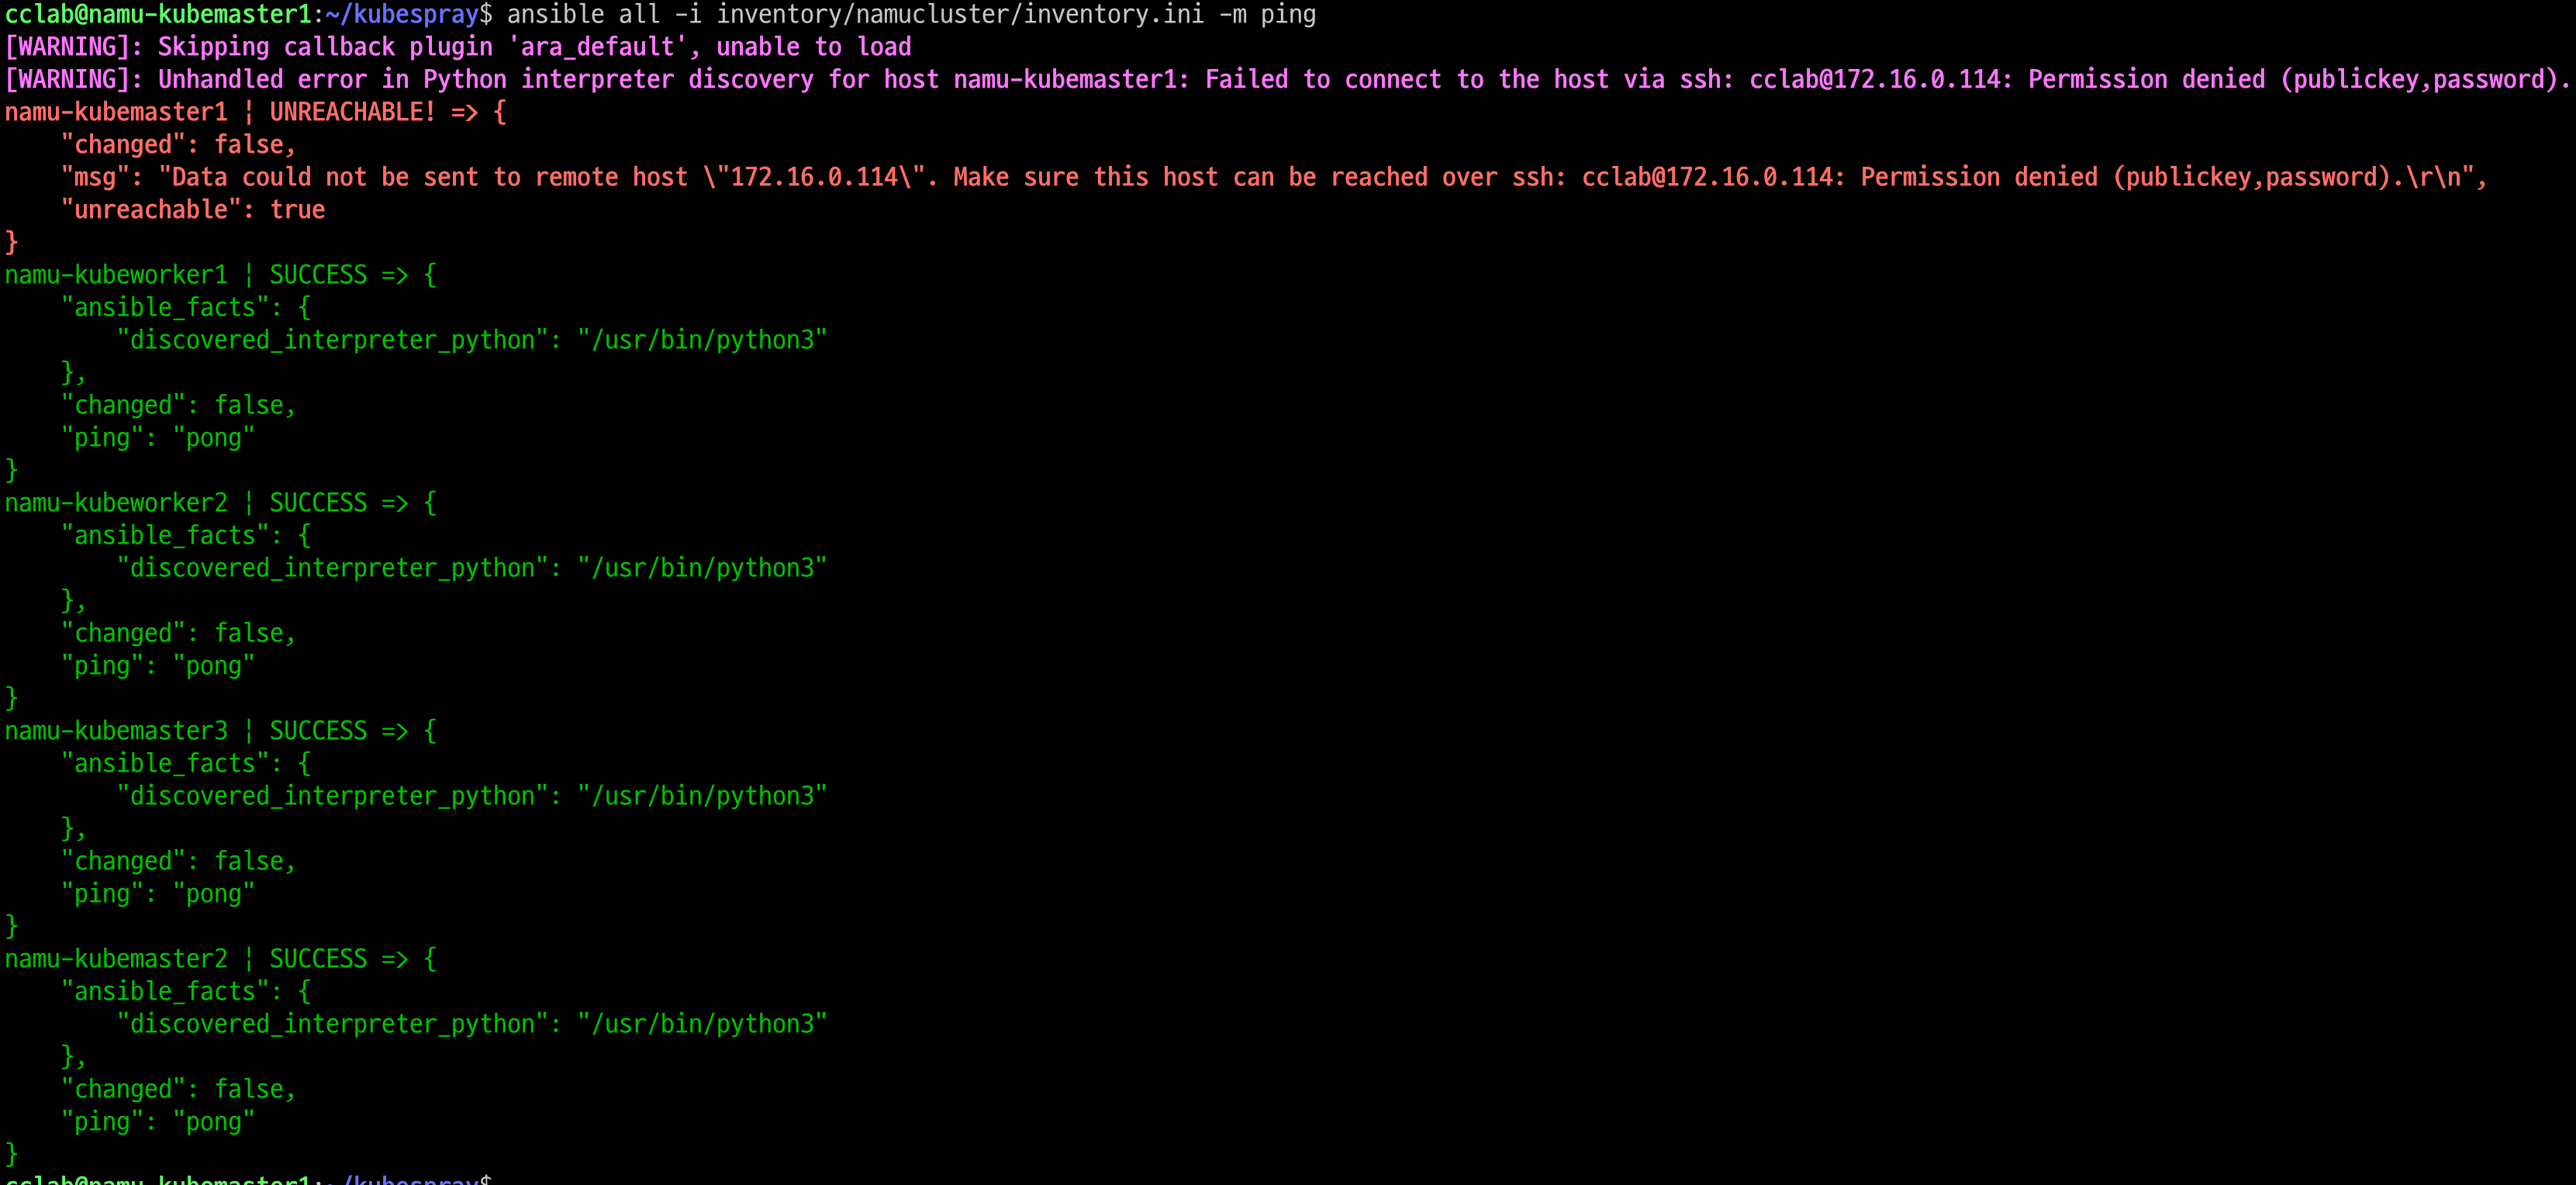 cclab@namu-kubemaster1:~/kubespray$ ansible all -i inventory/namucluster/inventory.ini -m ping
[WARNING]: Skipping callback plugin 'ara_default', unable to load
[WARNING]: Unhandled error in Python interpreter discovery for host namu-kubemaster1: Failed to connect to the host via ssh: cclab@172.16.0.114: Permission denied (publickey,password).
namu-kubemaster1 | UNREACHABLE! => {
    "changed": false,
    "msg": "Data could not be sent to remote host \"172.16.0.114\". Make sure this host can be reached over ssh: cclab@172.16.0.114: Permission denied (publickey,password).\r\n",
    "unreachable": true
}
namu-kubeworker1 | SUCCESS => {
    "ansible_facts": {
        "discovered_interpreter_python": "/usr/bin/python3"
    },
    "changed": false,
    "ping": "pong"
}
namu-kubeworker2 | SUCCESS => {
    "ansible_facts": {
        "discovered_interpreter_python": "/usr/bin/python3"
    },
    "changed": false,
    "ping": "pong"
}
namu-kubemaster3 | SUCCESS => {
    "ansible_facts": {
        "discovered_interpreter_python": "/usr/bin/python3"
    },
    "changed": false,
    "ping": "pong"
}
namu-kubemaster2 | SUCCESS => {
    "ansible_facts": {
        "discovered_interpreter_python": "/usr/bin/python3"
    },
    "changed": false,
    "ping": "pong"
}
cclab@namu-kubemaster1:~/kubespray$